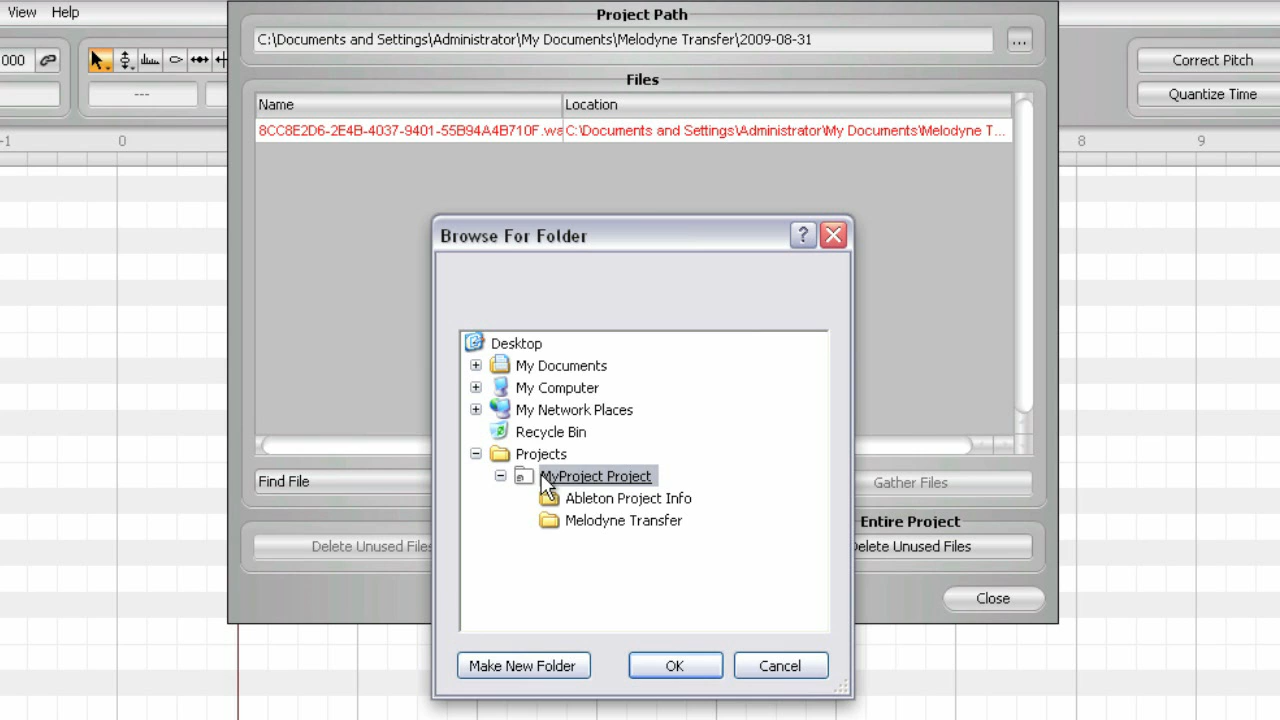 View Help
Project Path
C:\Documents and Settings\Administrator\My Documents\Melodyne Transfer\2009-08-31
...
000
Correct Pitch
Files
---
Quantize Time
Name Location
8CC8E2D6-2E4B-4037-9401-55B94A4B710F.wa C:\Documents and Settings\Administrator\My Documents\Melodyne T...
-1 0 8 9
Browse For Folder
?
Desktop
My Documents
My Computer
My Network Places
Recycle Bin
Projects
MyProject Project
Find File
Gather Files
Ableton Project Info
Melodyne Transfer
Entire Project
Delete Unused Files
Delete Unused Files
Close
Make New Folder OK Cancel